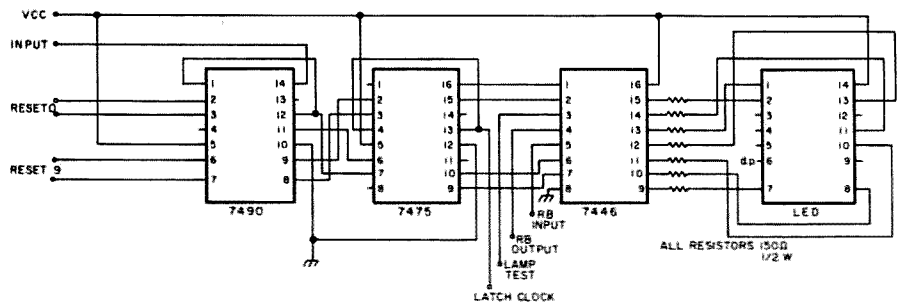 VCC
INPUT
RESET 0
RESET 9
1 14
2 13
3 12
4 11
5 10
6 9
7 8
7490
1 16
2 15
3 14
4 13
5 12
6 11
7 10
8 9
7475
1 16
2 15
3 14
4 13
5 12
6 11
7 10
8 9
7446
1 14
2 13
3 12
4 11
5 10
d.p. 6 9
7 8
LED
RB
INPUT
RB
OUTPUT
LAMP
TEST
LATCH CLOCK
ALL RESISTORS 150Ω
1/2 W